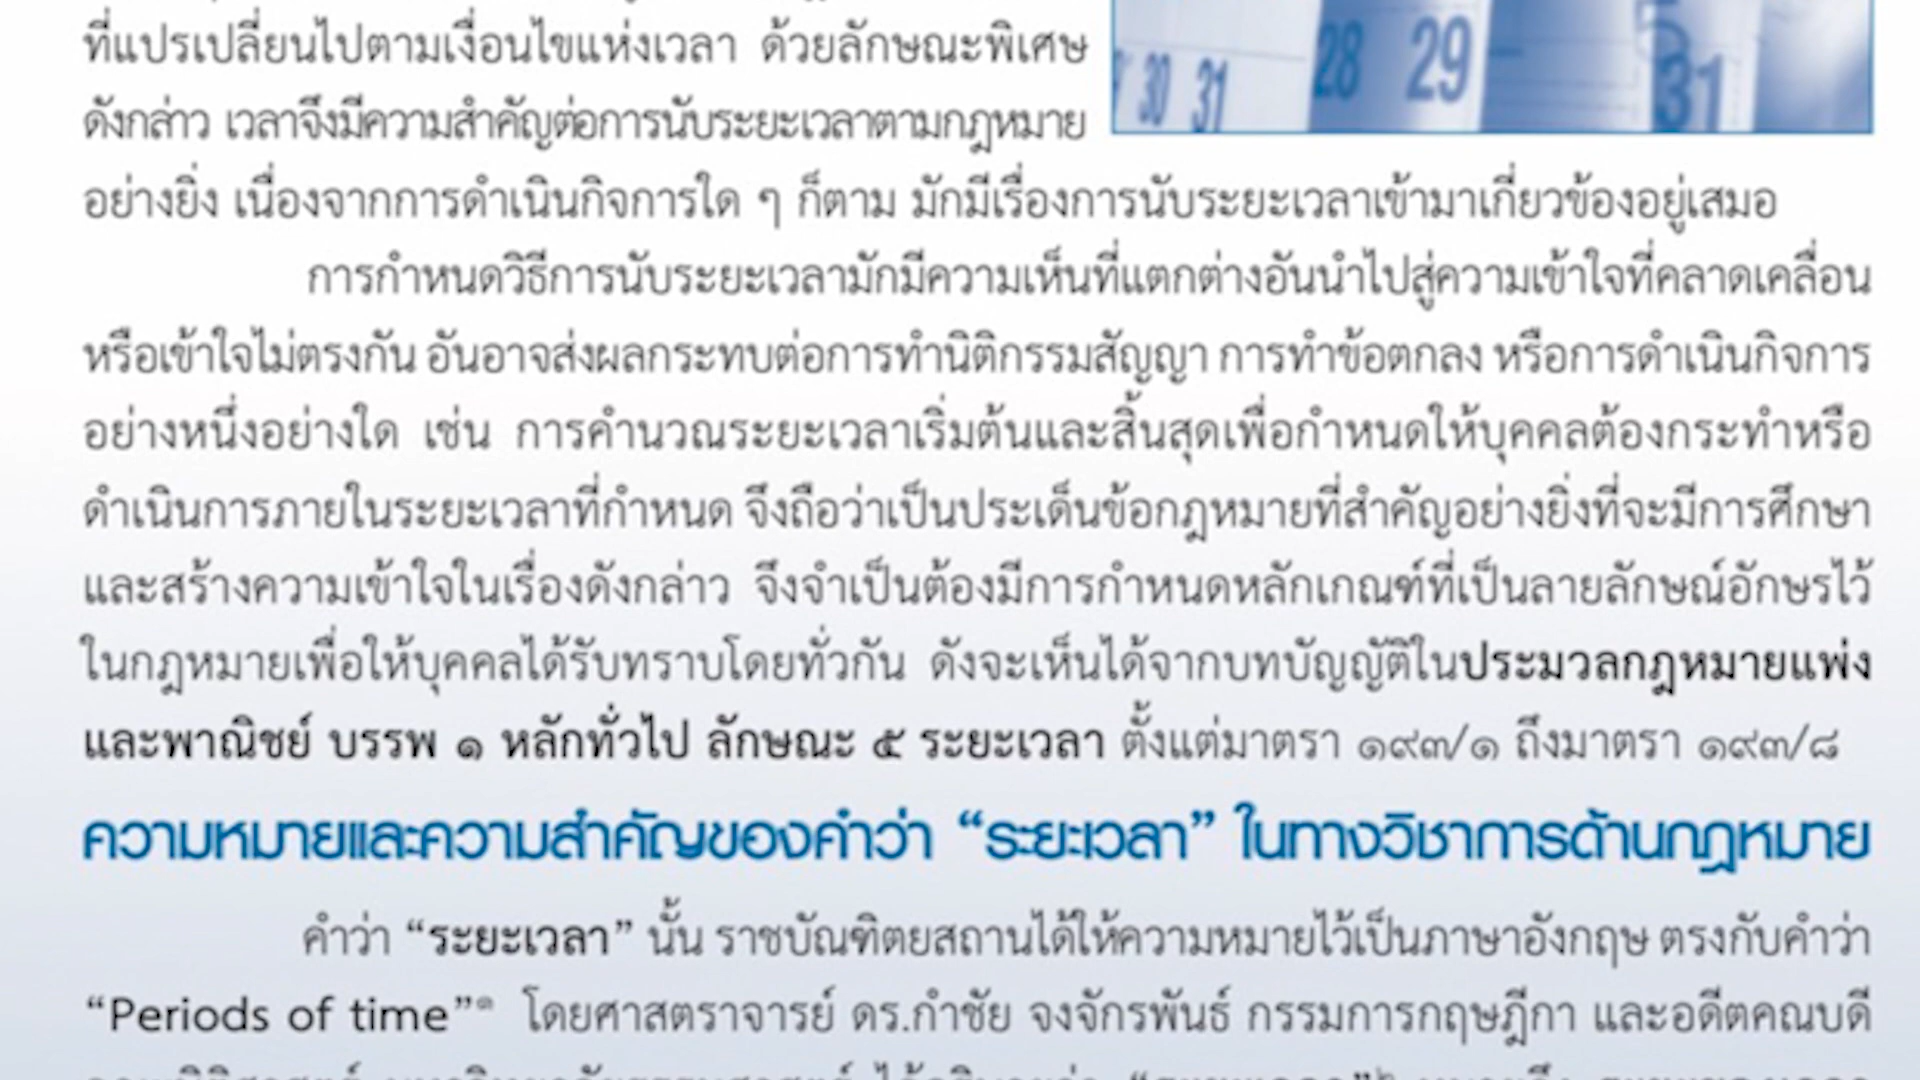 ที่แปรเปลี่ยนไปตามเงื่อนไขแห่งเวลา ด้วยลักษณะพิเศษ
30 31 28 29 31
ดังกล่าว เวลาจึงมีความสำคัญต่อการนับระยะเวลาตามกฎหมาย
อย่างยิ่ง เนื่องจากการดำเนินกิจการใด ๆ ก็ตาม มักมีเรื่องการนับระยะเวลาเข้ามาเกี่ยวข้องอยู่เสมอ
การกำหนดวิธีการนับระยะเวลามักมีความเห็นที่แตกต่างอันนำไปสู่ความเข้าใจที่คลาดเคลื่อน
หรือเข้าใจไม่ตรงกัน อันอาจส่งผลกระทบต่อการทำนิติกรรมสัญญา การทำข้อตกลง หรือการดำเนินกิจการ
อย่างหนึ่งอย่างใด เช่น การคำนวณระยะเวลาเริ่มต้นและสิ้นสุดเพื่อกำหนดให้บุคคลต้องกระทำหรือ
ดำเนินการภายในระยะเวลาที่กำหนด จึงถือว่าเป็นประเด็นข้อกฎหมายที่สำคัญอย่างยิ่งที่จะมีการศึกษา
และสร้างความเข้าใจในเรื่องดังกล่าว จึงจำเป็นต้องมีการกำหนดหลักเกณฑ์ที่เป็นลายลักษณ์อักษรไว้
ในกฎหมายเพื่อให้บุคคลได้รับทราบโดยทั่วกัน ดังจะเห็นได้จากบทบัญญัติในประมวลกฎหมายแพ่ง
และพาณิชย์ บรรพ ๑ หลักทั่วไป ลักษณะ ๕ ระยะเวลา ตั้งแต่มาตรา ๑๙๓/๑ ถึงมาตรา ๑๙๓/๘
ความหมายและความสำคัญของคำว่า “ระยะเวลา” ในทางวิชาการด้านกฎหมาย
คำว่า “ระยะเวลา” นั้น ราชบัณฑิตยสถานได้ให้ความหมายไว้เป็นภาษาอังกฤษ ตรงกับคำว่า
“Periods of time”๑ โดยศาสตราจารย์ ดร.กำชัย จงจักรพันธ์ กรรมการกฤษฎีกา และอดีตคณบดี